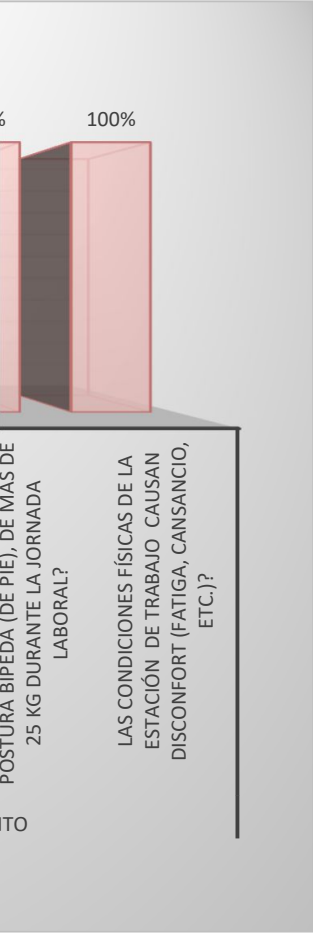 %
100%
POSTURA BIPEDA (DE PIE), DE MAS DE
25 KG DURANTE LA JORNADA
LABORAL?
LAS CONDICIONES FÍSICAS DE LA
ESTACIÓN DE TRABAJO CAUSAN
DISCONFORT (FATIGA, CANSANCIO,
ETC.)?